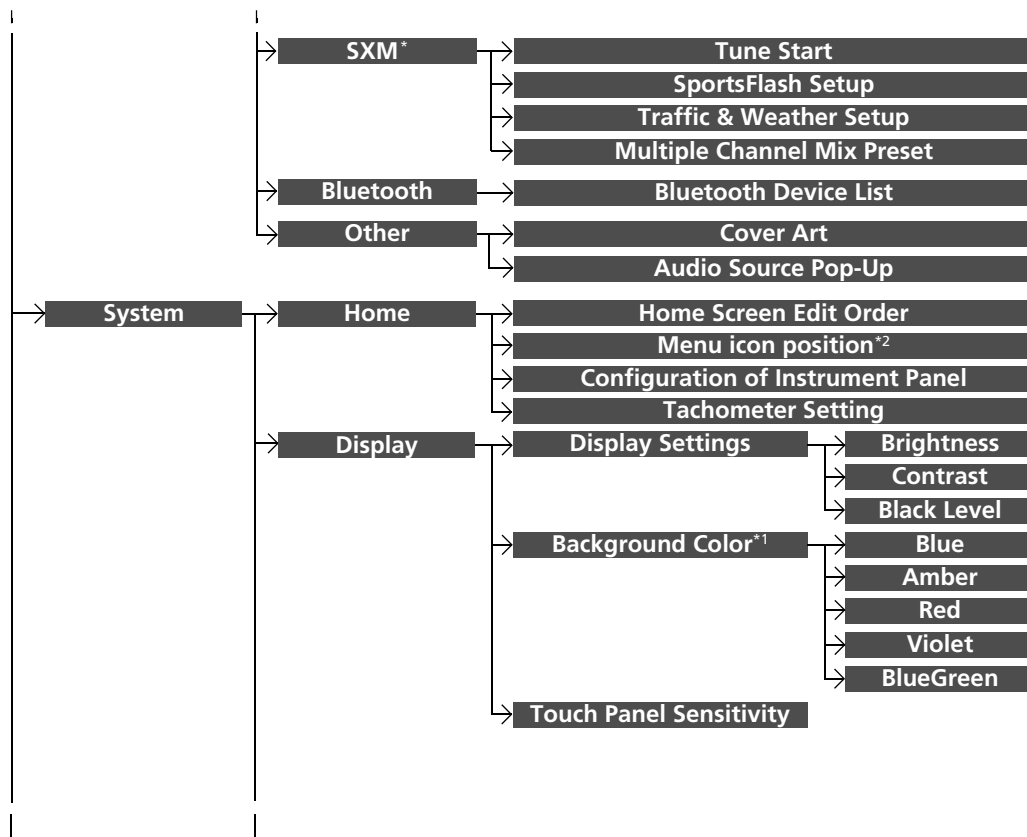 SXM*
Tune Start
SportsFlash Setup
Traffic & Weather Setup
Multiple Channel Mix Preset
Bluetooth
Bluetooth Device List
Other
Cover Art
Audio Source Pop-Up
System
Home
Home Screen Edit Order
Menu icon position*2
Configuration of Instrument Panel
Tachometer Setting
Display
Display Settings
Brightness
Contrast
Black Level
Background Color*1
Blue
Amber
Red
Violet
BlueGreen
Touch Panel Sensitivity